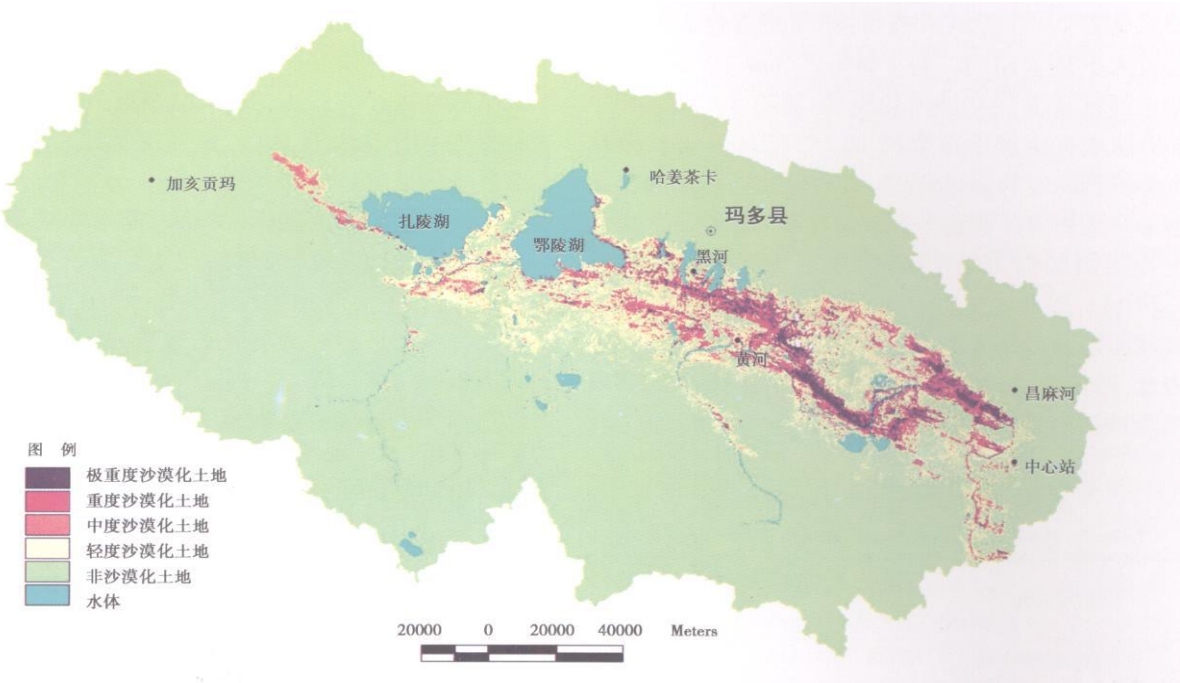 加亥贡玛
扎陵湖
鄂陵湖
哈姜茶卡
玛多县
黑河
黄河
昌麻河
中心站
图 例
极重度沙漠化土地
重度沙漠化土地
中度沙漠化土地
轻度沙漠化土地
非沙漠化土地
水体
20000 0 20000 40000 Meters